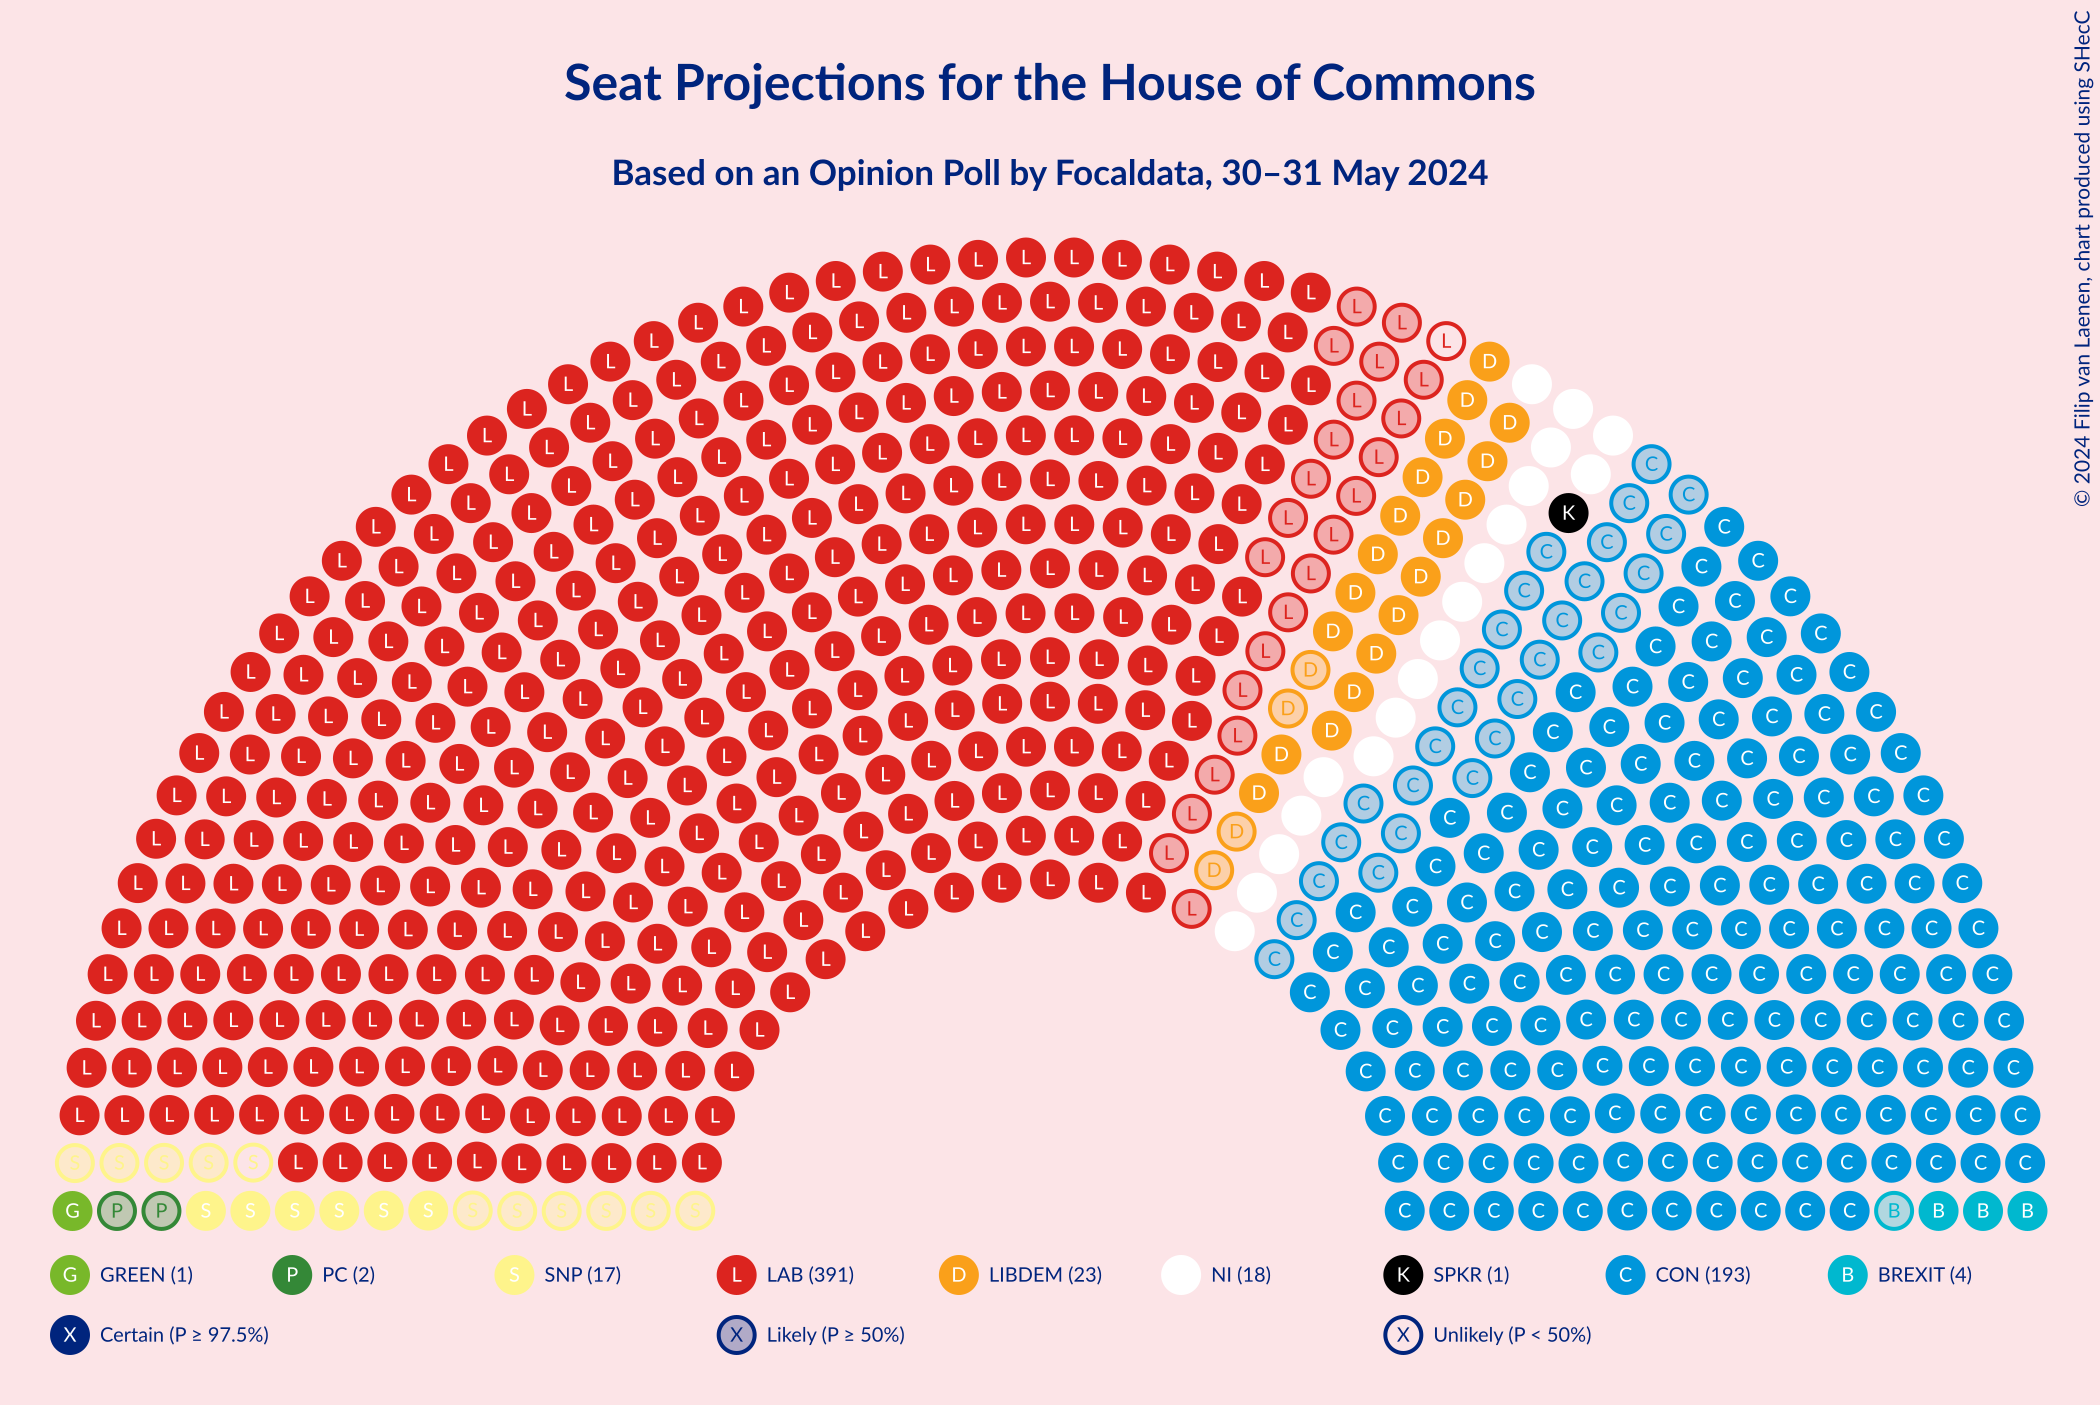 Seat Projections for the House of Commons
Based on an Opinion Poll by Focaldata, 30–31 May 2024
© 2024 Filip van Laenen, chart produced using SHecC
G GREEN (1) P PC (2) S SNP (17) L LAB (391) D LIBDEM (23) NI (18) K SPKR (1) C CON (193) B BREXIT (4)
X Certain (P ≥ 97.5%) X Likely (P ≥ 50%) X Unlikely (P < 50%)